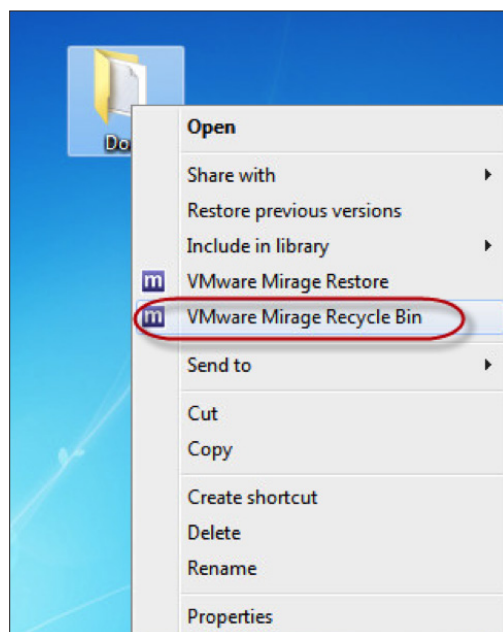 Open
Share with
Restore previous versions
Include in library
m VMware Mirage Restore
m VMware Mirage Recycle Bin
Send to
Cut
Copy
Create shortcut
Delete
Rename
Properties